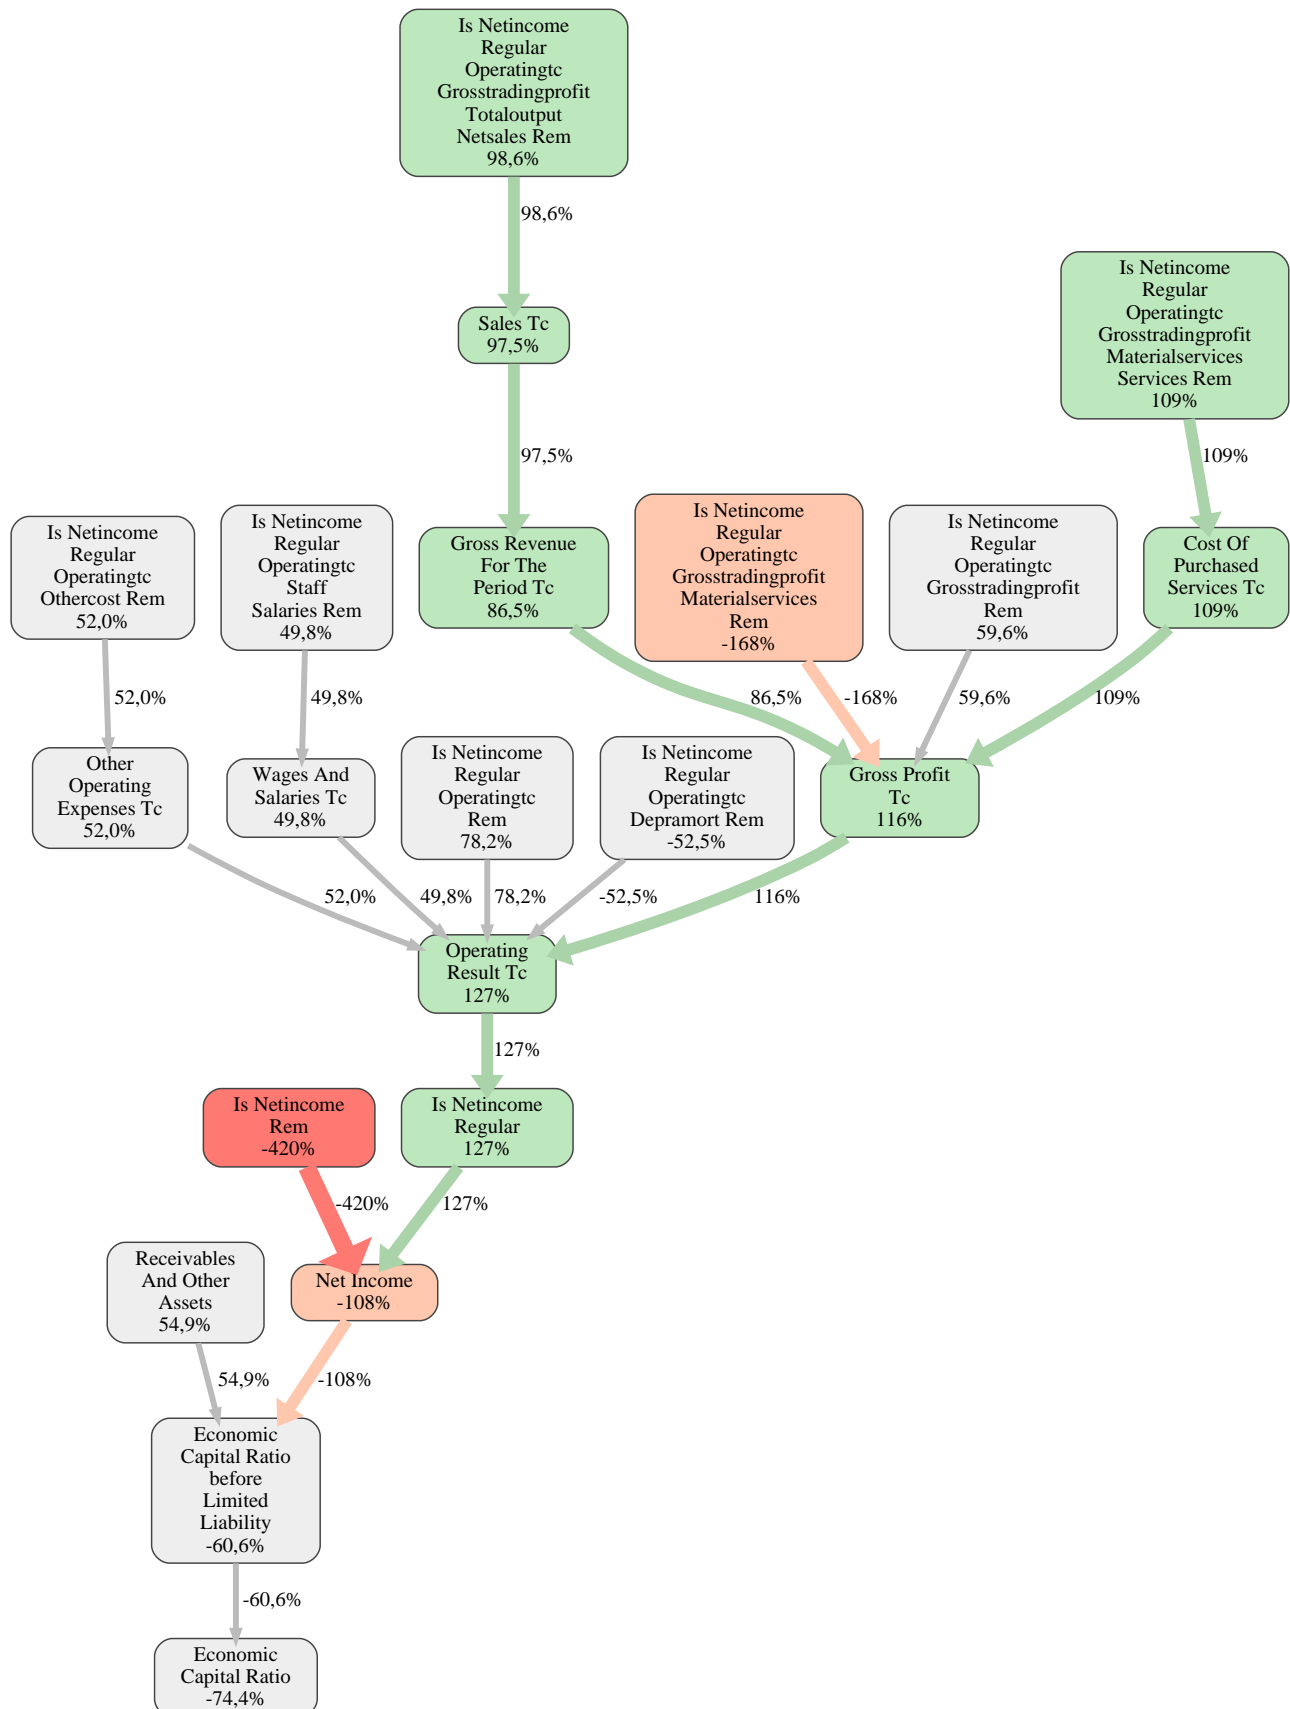 Is Netincome
Regular
Operatingtc
Grosstradingprofit
Totaloutput
Netsales Rem
98,6%
98,6%
Sales Tc
97,5%
97,5%
Is Netincome
Regular
Operatingtc
Grosstradingprofit
Materialservices
Services Rem
109%
109%
Is Netincome
Regular
Operatingtc
Othercost Rem
52,0%
52,0%
Is Netincome
Regular
Operatingtc
Staff
Salaries Rem
49,8%
49,8%
Gross Revenue
For The
Period Tc
86,5%
86,5%
Is Netincome
Regular
Operatingtc
Grosstradingprofit
Materialservices
Rem
-168%
-168%
Is Netincome
Regular
Operatingtc
Grosstradingprofit
Rem
59,6%
59,6%
Cost Of
Purchased
Services Tc
109%
109%
Other
Operating
Expenses Tc
52,0%
52,0%
Wages And
Salaries Tc
49,8%
49,8%
Is Netincome
Regular
Operatingtc
Rem
78,2%
78,2%
Is Netincome
Regular
Operatingtc
Depramort Rem
-52,5%
-52,5%
Gross Profit
Tc
116%
116%
Operating
Result Tc
127%
127%
Is Netincome
Rem
-420%
-420%
Is Netincome
Regular
127%
127%
Receivables
And Other
Assets
54,9%
54,9%
Net Income
-108%
-108%
Economic
Capital Ratio
before
Limited
Liability
-60,6%
-60,6%
Economic
Capital Ratio
-74,4%